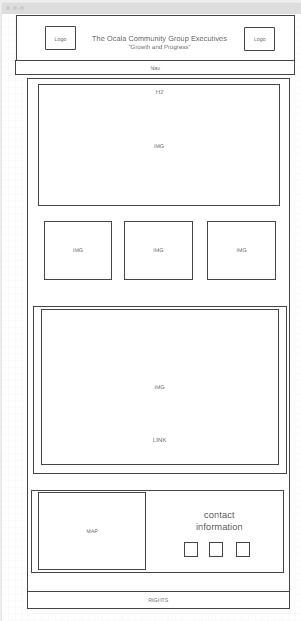 Logo
The Ocala Community Group Executives
"Growth and Progress"
Logo
Nav
H2
IMG
IMG
IMG
IMG
IMG
LINK
MAP
contact
information
RIGHTS